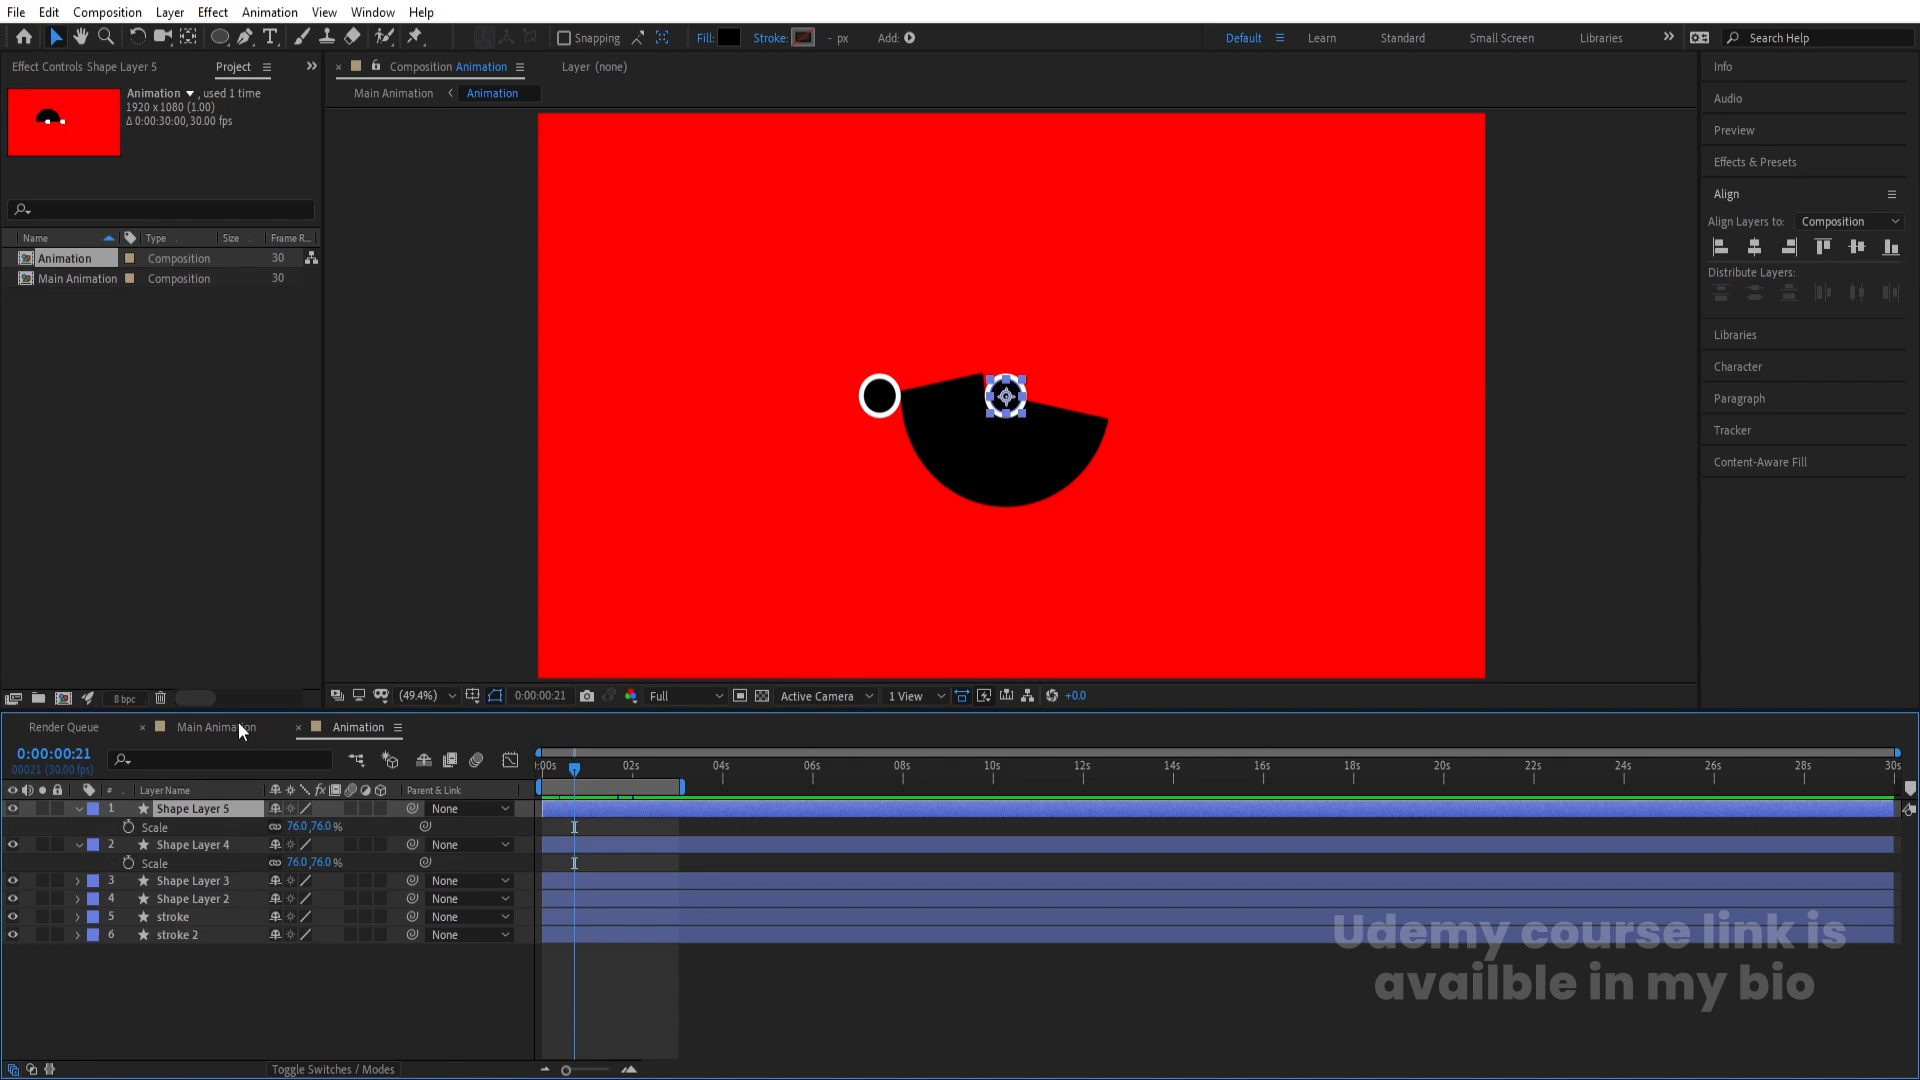 File Edit Composition Layer Effect Animation View Window Help
Snapping Fill: Stroke: - px Add: Default Learn Standard Small Screen Libraries Search Help
Effect Controls Shape Layer 5 Project
Composition Animation Layer (none)
Main Animation Animation
Animation , used 1 time
1920 x 1080 (1.00)
Δ 0:00:30:00, 30.00 fps
Name Type Size Frame R...
Animation Composition 30
Main Animation Composition 30
8 bpc
(49.4%) 0:00:00:21 Full Active Camera 1 View +0.0
Info
Audio
Preview
Effects & Presets
Align
Align Layers to: Composition
Distribute Layers:
Libraries
Character
Paragraph
Tracker
Content-Aware Fill
Render Queue Main Animation Animation
0:00:00:21
00021 (30.00 fps)
:00s 02s 04s 06s 08s 10s 12s 14s 16s 18s 20s 22s 24s 26s 28s 30s
# Layer Name Parent & Link
1 Shape Layer 5 None
Scale 76.0,76.0 %
2 Shape Layer 4 None
Scale 76.0,76.0 %
3 Shape Layer 3 None
4 Shape Layer 2 None
5 stroke None
6 stroke 2 None
Udemy course link is
availble in my bio
Toggle Switches / Modes